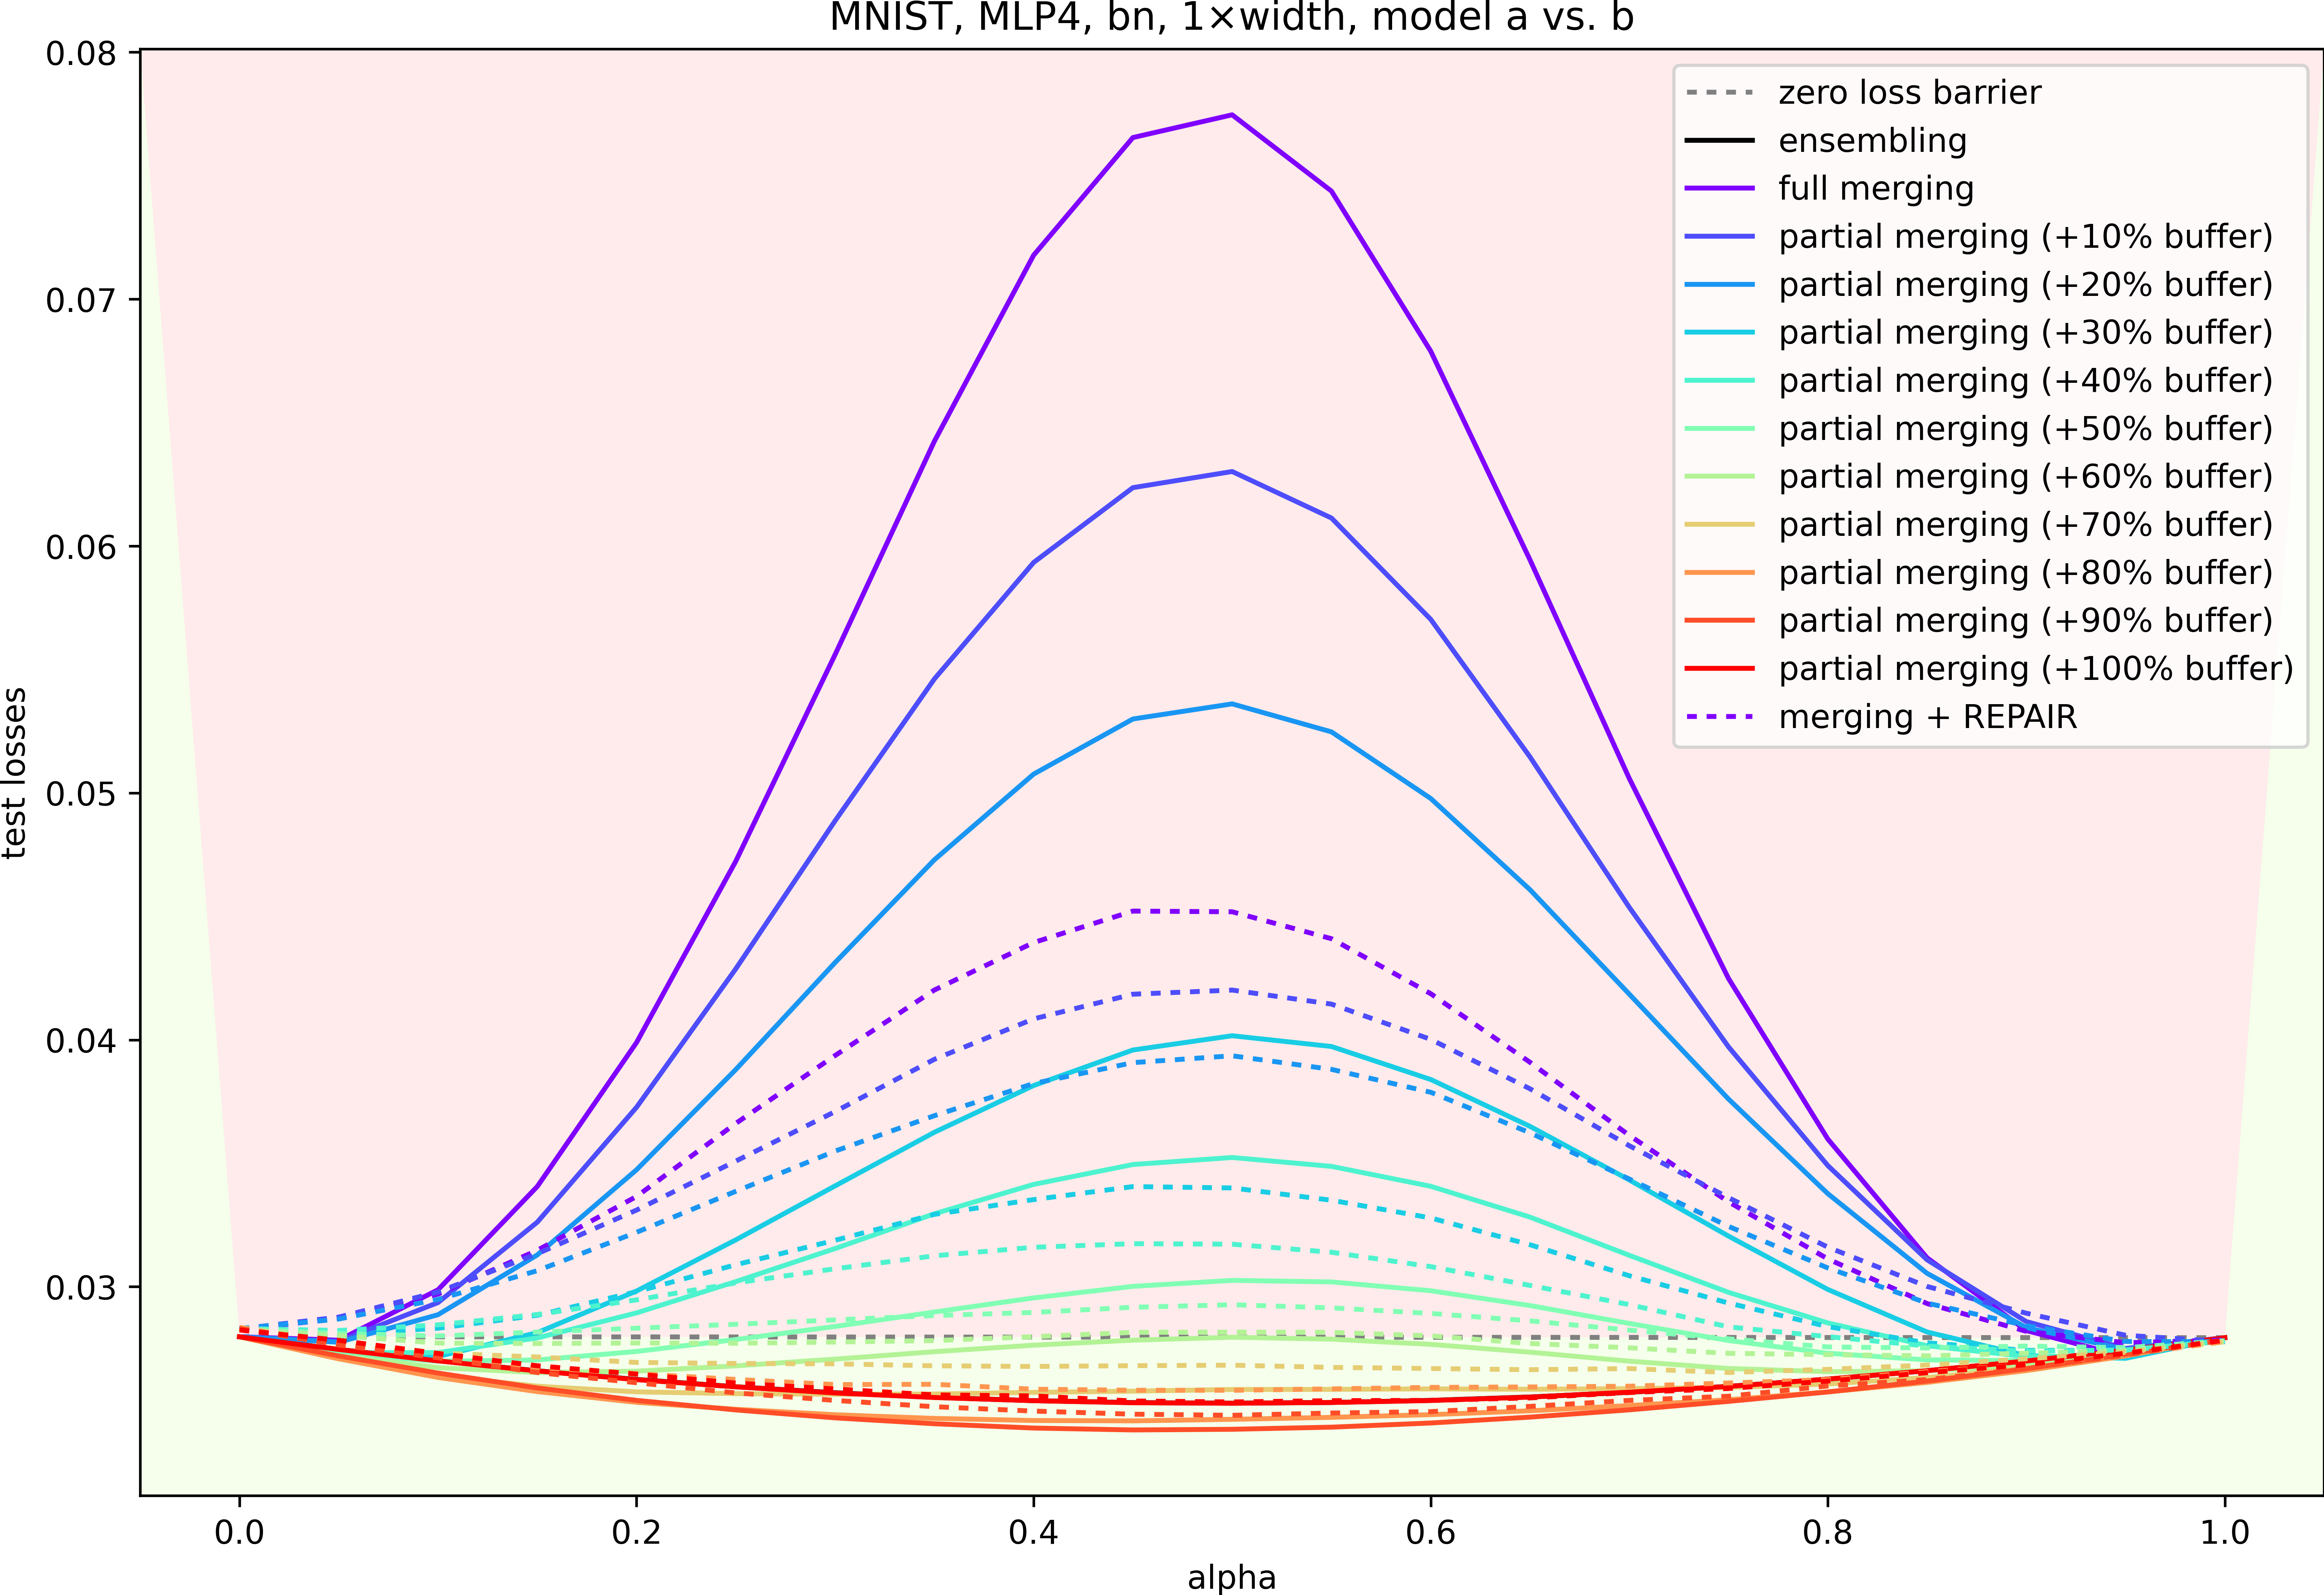 MNIST, MLP4, bn, 1×width, model a vs. b
0.08
0.07
0.06
0.05
0.04
0.03
test losses
zero loss barrier
ensembling
full merging
partial merging (+10% buffer)
partial merging (+20% buffer)
partial merging (+30% buffer)
partial merging (+40% buffer)
partial merging (+50% buffer)
partial merging (+60% buffer)
partial merging (+70% buffer)
partial merging (+80% buffer)
partial merging (+90% buffer)
partial merging (+100% buffer)
merging + REPAIR
0.0 0.2 0.4 0.6 0.8 1.0
alpha